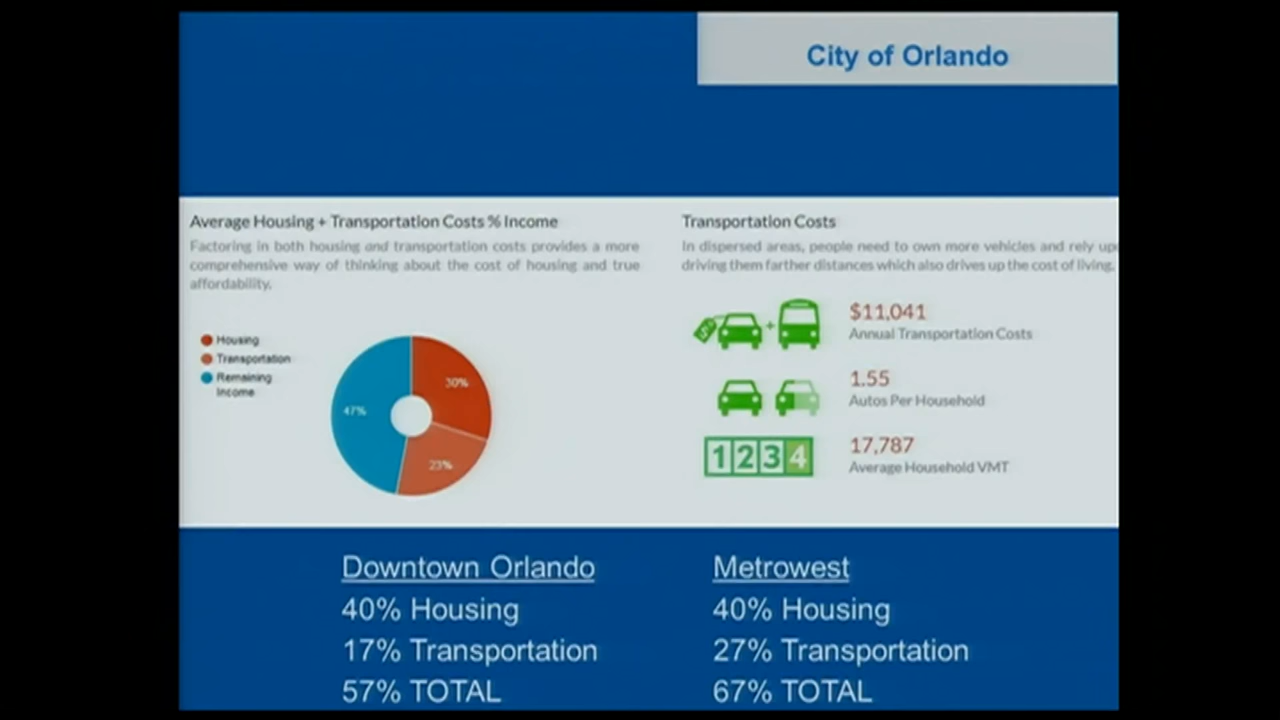 City of Orlando
Average Housing + Transportation Costs % Income
Factoring in both housing and transportation costs provides a more
comprehensive way of thinking about the cost of housing and true
affordability.
Housing
Transportation
Remaining
Income
30%
47%
23%
Transportation Costs
In dispersed areas, people need to own more vehicles and rely up
driving them farther distances which also drives up the cost of living.
$11,041
Annual Transportation Costs
1.55
Autos Per Household
1234
17,787
Average Household VMT
Downtown Orlando
40% Housing
17% Transportation
57% TOTAL
Metrowest
40% Housing
27% Transportation
67% TOTAL